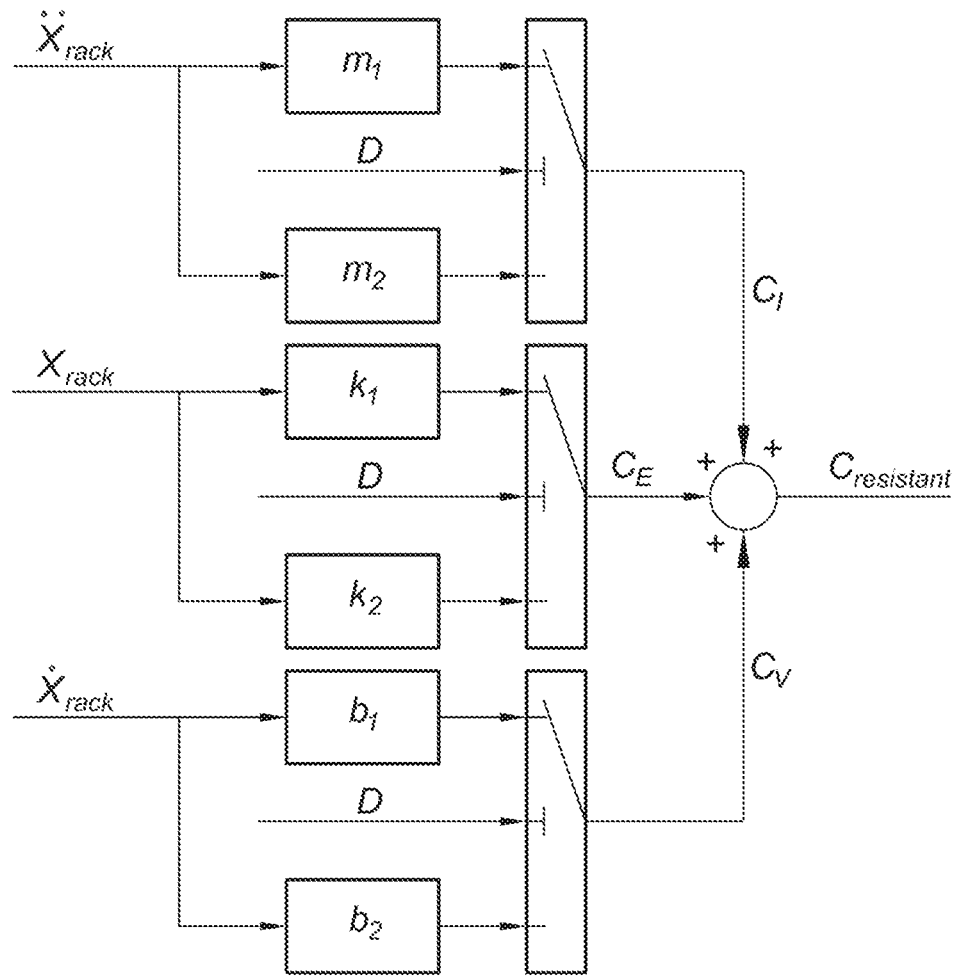 Ẍrack
m1
D
m2
CI
Xrack
k1
D
CE
+ +
Cresistant
+
k2
Ẋrack
b1
CV
D
b2